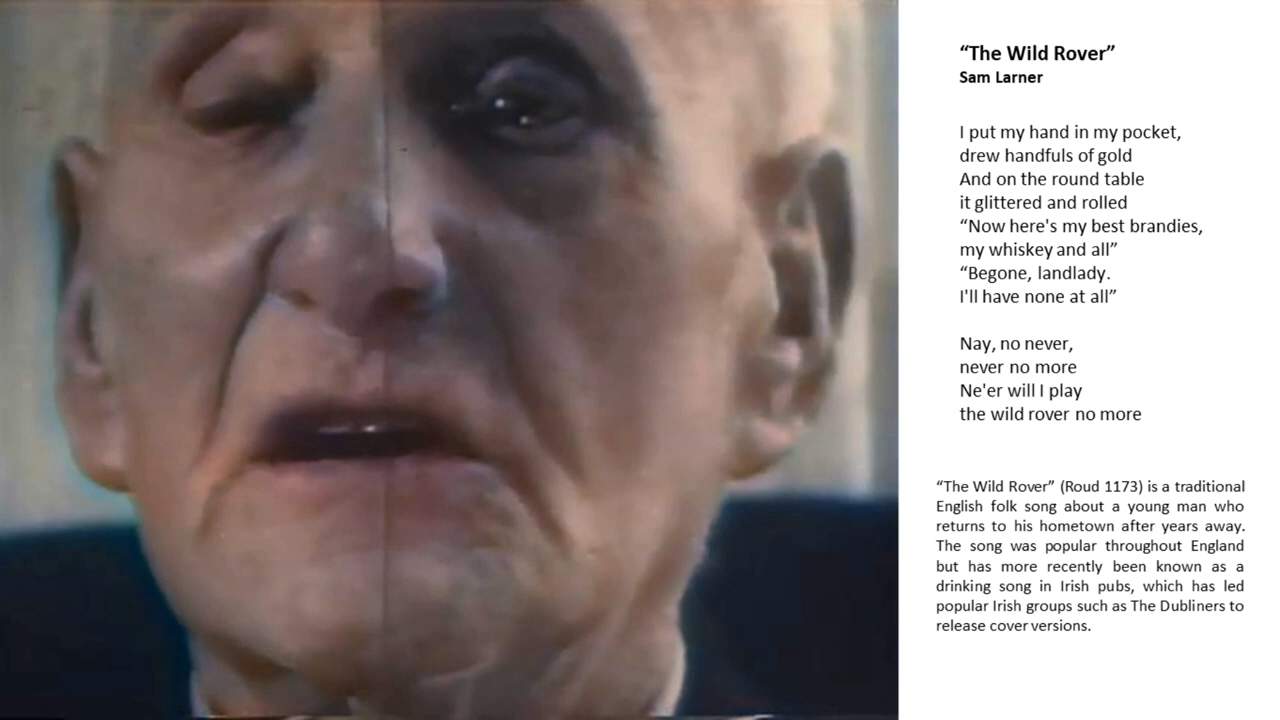 “The Wild Rover”
Sam Larner
I put my hand in my pocket,
drew handfuls of gold
And on the round table
it glittered and rolled
“Now here's my best brandies,
my whiskey and all”
“Begone, landlady.
I'll have none at all”
Nay, no never,
never no more
Ne'er will I play
the wild rover no more
“The Wild Rover” (Roud 1173) is a traditional
English folk song about a young man who
returns to his hometown after years away.
The song was popular throughout England
but has more recently been known as a
drinking song in Irish pubs, which has led
popular Irish groups such as The Dubliners to
release cover versions.